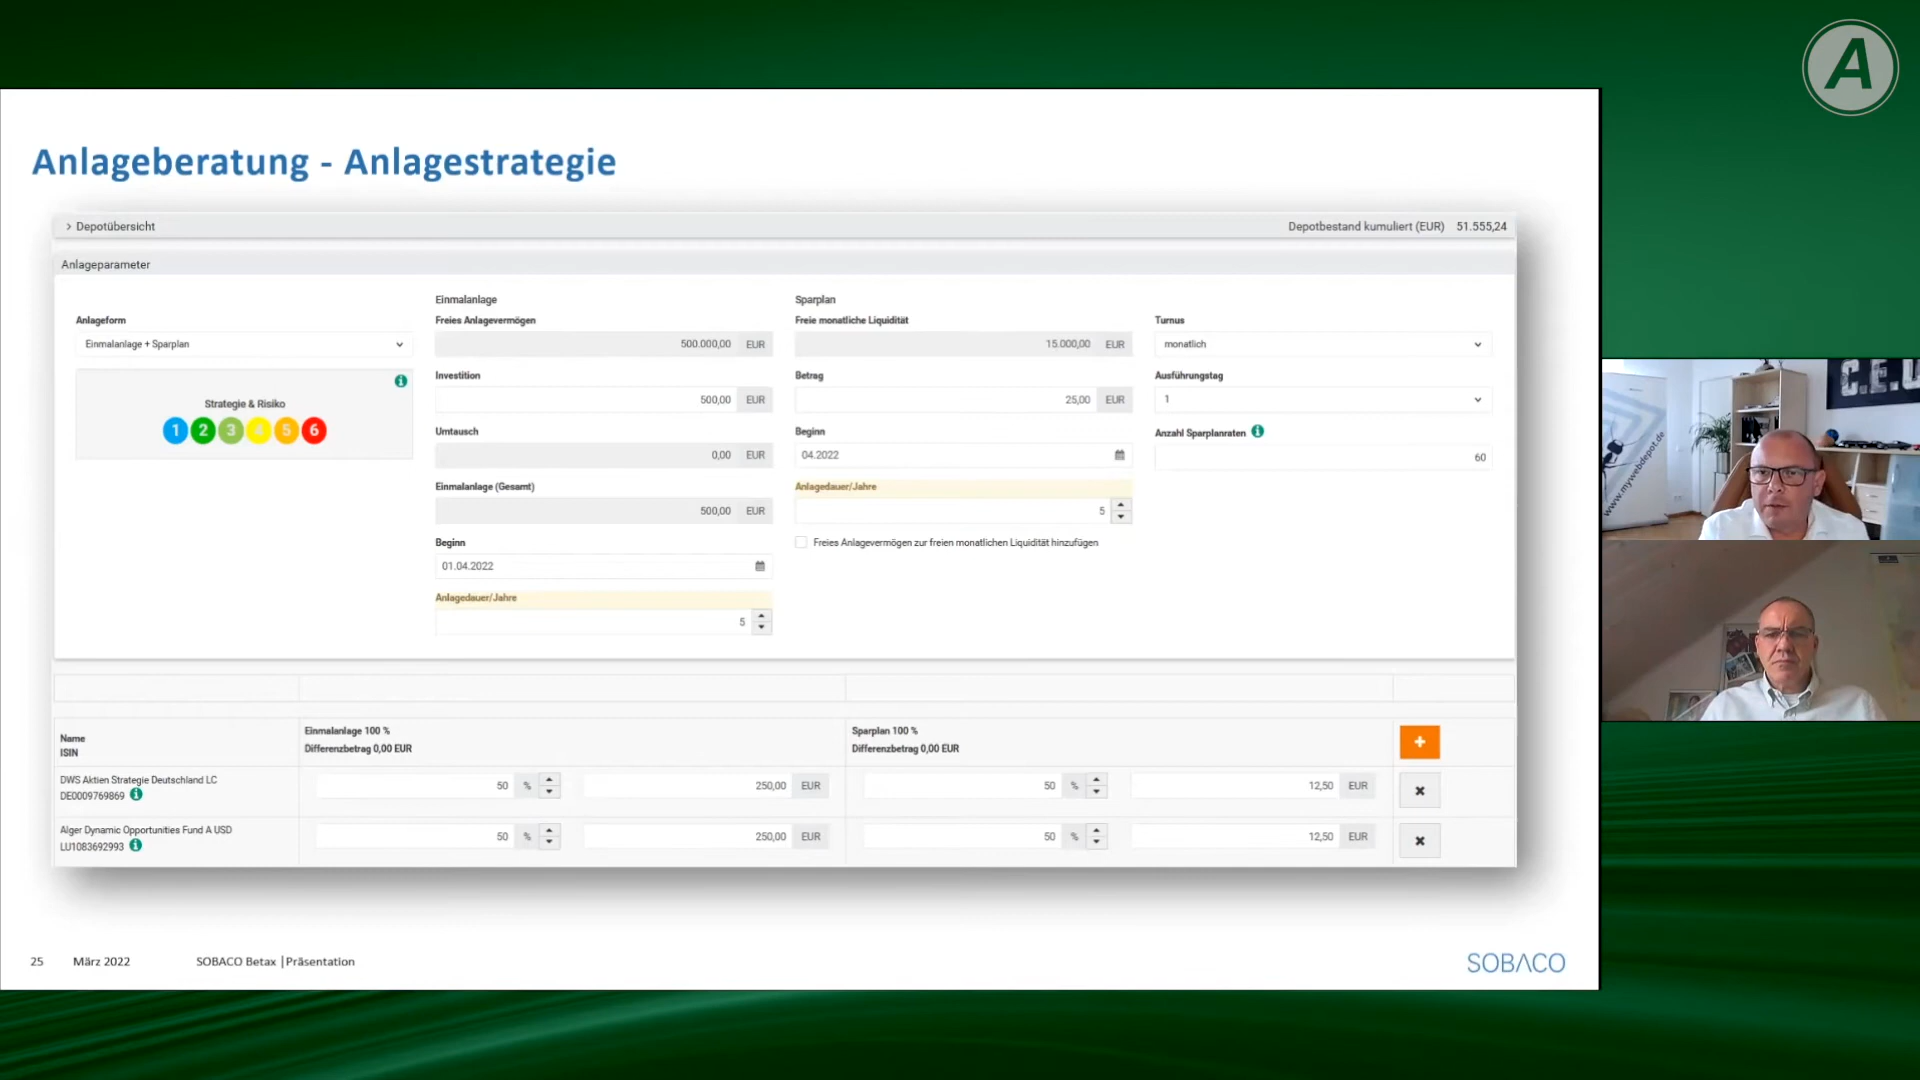 A
Anlageberatung - Anlagestrategie
> Depotübersicht
Depotbestand kumuliert (EUR) 51.555,24
Anlageparameter
Anlageform
Einmalanlage + Sparplan
Strategie & Risiko
1 2 3 4 5 6
Einmalanlage
Freies Anlagevermögen
500.000,00 EUR
Investition
500,00 EUR
Umtausch
0,00 EUR
Einmalanlage (Gesamt)
500,00 EUR
Beginn
01.04.2022
Anlagedauer/Jahre
5
Sparplan
Freie monatliche Liquidität
15.000,00 EUR
Betrag
25,00 EUR
Beginn
04.2022
Anlagedauer/Jahre
5
Freies Anlagevermögen zur freien monatlichen Liquidität hinzufügen
Turnus
monatlich
Ausführungstag
1
Anzahl Sparplanraten
60
Name
ISIN
Einmalanlage 100 %
Differenzbetrag 0,00 EUR
Sparplan 100 %
Differenzbetrag 0,00 EUR
DWS Aktien Strategie Deutschland LC
DE0009769869
50 % 250,00 EUR 50 % 12,50 EUR
Alger Dynamic Opportunities Fund A USD
LU1083692993
50 % 250,00 EUR 50 % 12,50 EUR
25 März 2022 SOBACO Betax | Präsentation
SOBACO
www.mywebdepot.de
C.E.